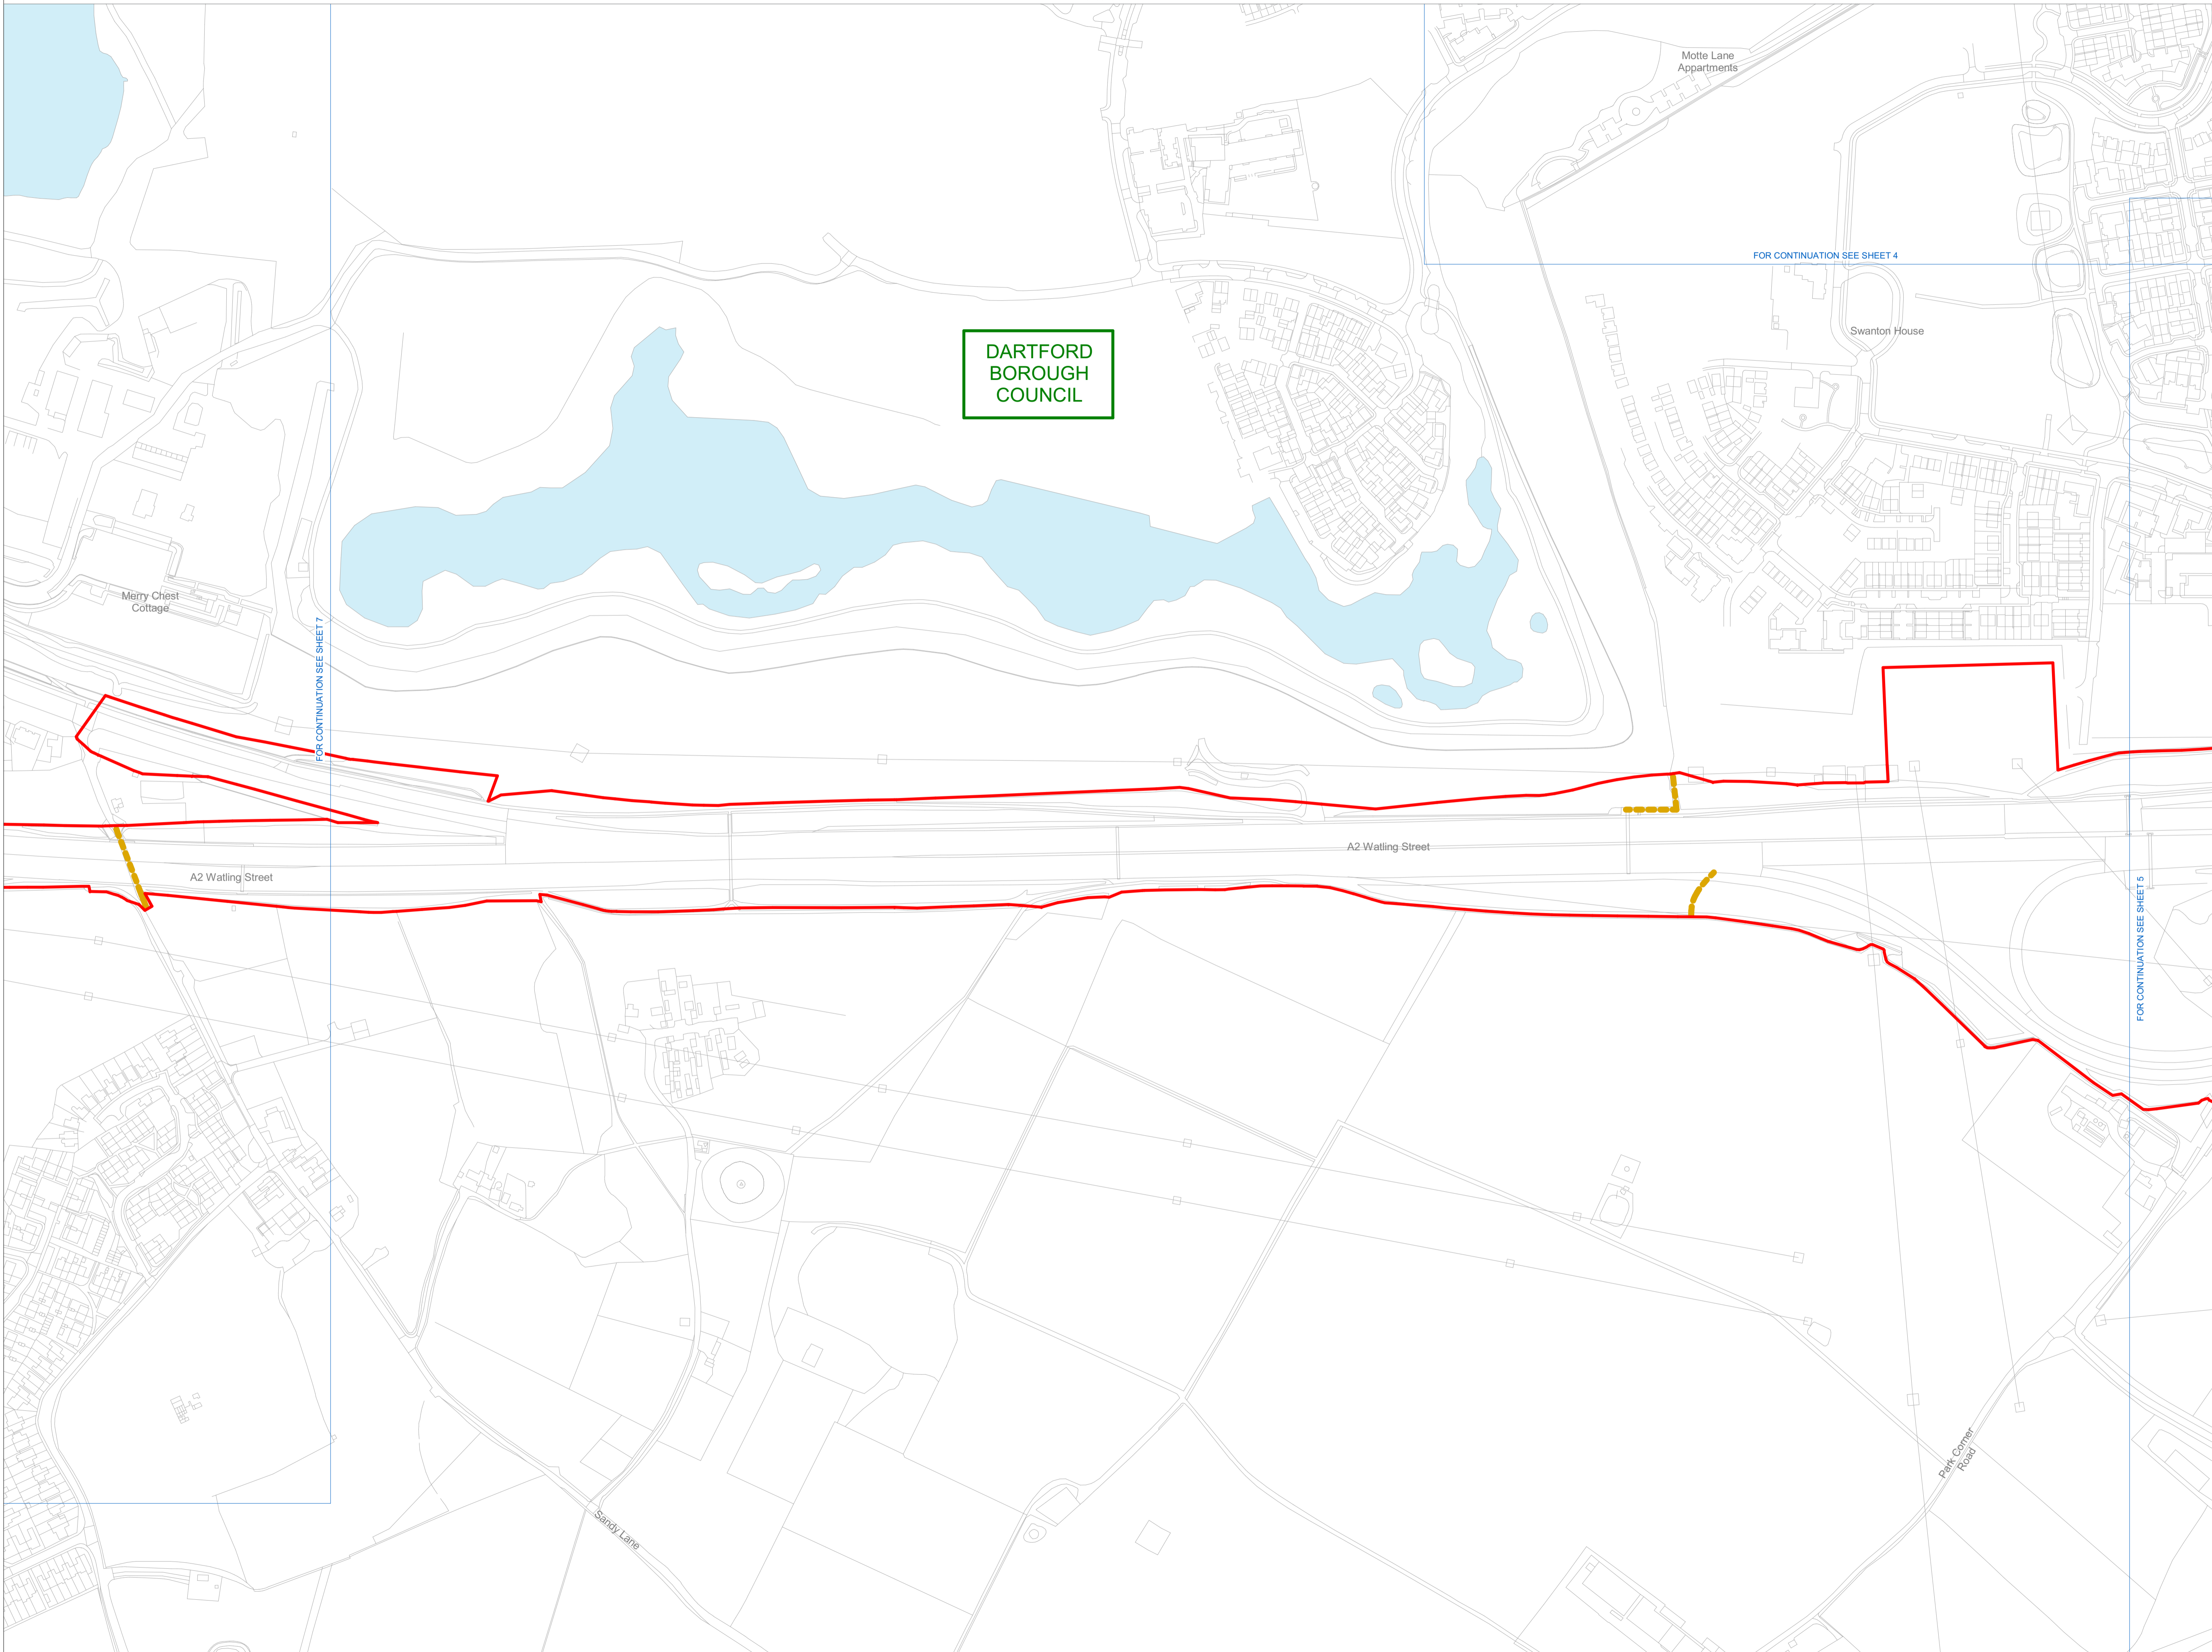 Motte Lane
Appartments
FOR CONTINUATION SEE SHEET 4
Swanton House
DARTFORD
BOROUGH
COUNCIL
Merry Chest
Cottage
FOR CONTINUATION SEE SHEET 7
A2 Watling Street
A2 Watling Street
FOR CONTINUATION SEE SHEET 5
Park Corner
Road
Sandy Lane